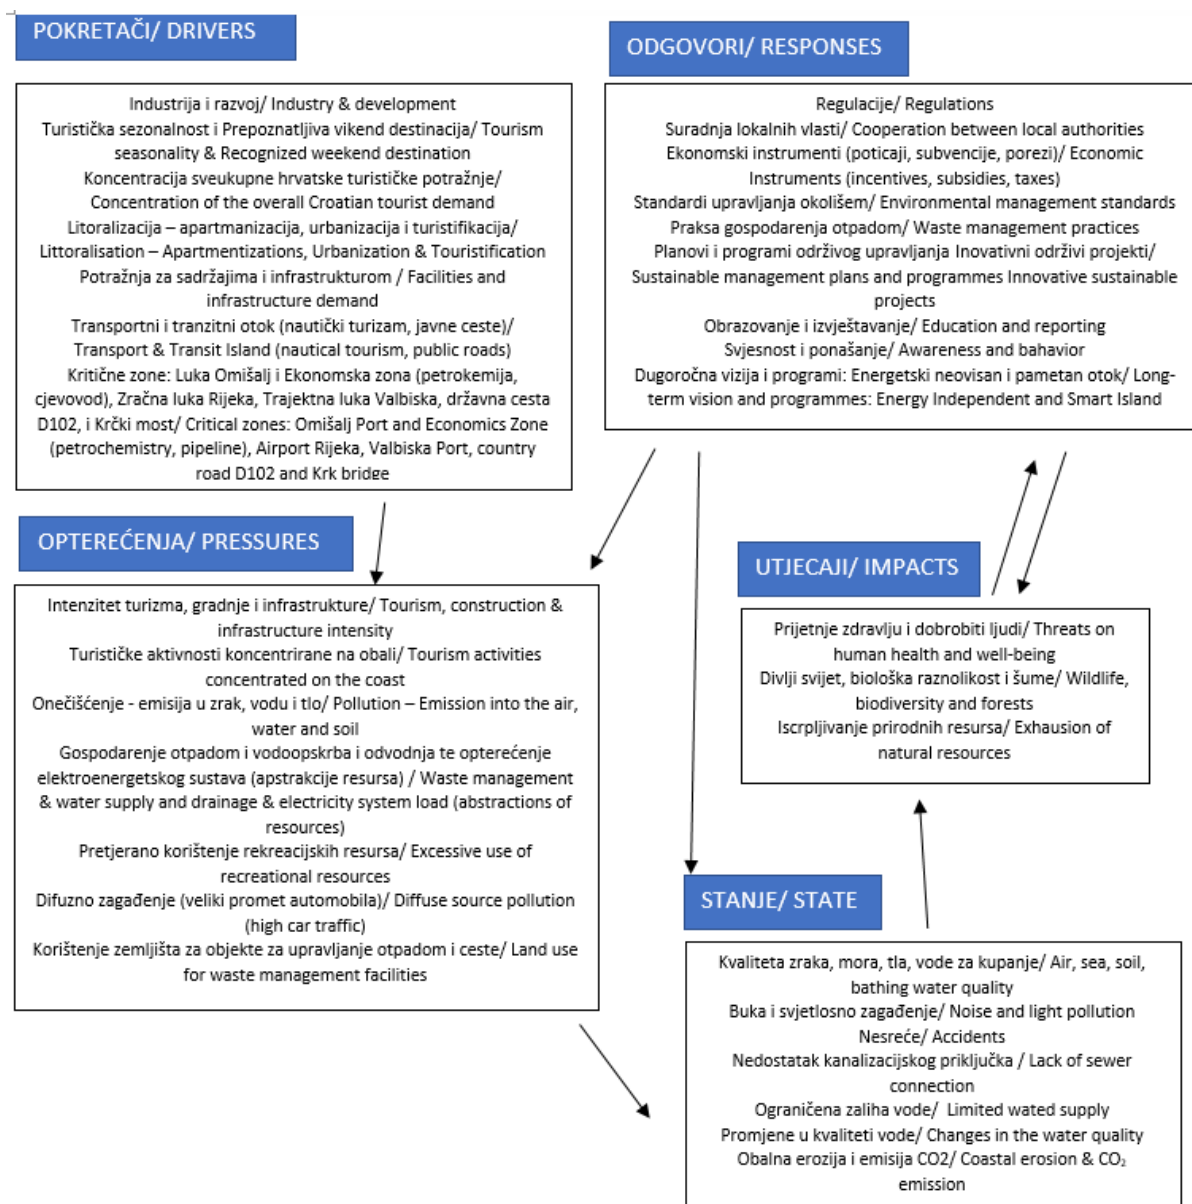 POKRETAČI/ DRIVERS
Industrija i razvoj/ Industry & development
Turistička sezonalnost i Prepoznatljiva vikend destinacija/ Tourism
seasonality & Recognized weekend destination
Koncentracija sveukupne hrvatske turističke potražnje/
Concentration of the overall Croatian tourist demand
Litoralizacija – apartmanizacija, urbanizacija i turistifikacija/
Littoralisation – Apartmentizations, Urbanization & Touristification
Potražnja za sadržajima i infrastrukturom / Facilities and
infrastructure demand
Transportni i tranzitni otok (nautički turizam, javne ceste)/
Transport & Transit Island (nautical tourism, public roads)
Kritične zone: Luka Omišalj i Ekonomska zona (petrokemija,
cjevovod), Zračna luka Rijeka, Trajektna luka Valbiska, državna cesta
D102, i Krčki most/ Critical zones: Omišalj Port and Economics Zone
(petrochemistry, pipeline), Airport Rijeka, Valbiska Port, country
road D102 and Krk bridge
ODGOVORI/ RESPONSES
Regulacije/ Regulations
Suradnja lokalnih vlasti/ Cooperation between local authorities
Ekonomski instrumenti (poticaji, subvencije, porezi)/ Economic
Instruments (incentives, subsidies, taxes)
Standardi upravljanja okolišem/ Environmental management standards
Praksa gospodarenja otpadom/ Waste management practices
Planovi i programi održivog upravljanja Inovativni održivi projekti/
Sustainable management plans and programmes Innovative sustainable
projects
Obrazovanje i izvještavanje/ Education and reporting
Svjesnost i ponašanje/ Awareness and bahavior
Dugoročna vizija i programi: Energetski neovisan i pametan otok/ Long-
term vision and programmes: Energy Independent and Smart Island
OPTEREĆENJA/ PRESSURES
Intenzitet turizma, gradnje i infrastrukture/ Tourism, construction &
infrastructure intensity
Turističke aktivnosti koncentrirane na obali/ Tourism activities
concentrated on the coast
Onečišćenje - emisija u zrak, vodu i tlo/ Pollution – Emission into the air,
water and soil
Gospodarenje otpadom i vodoopskrba i odvodnja te opterećenje
elektroenergetskog sustava (apstrakcije resursa) / Waste management
& water supply and drainage & electricity system load (abstractions of
resources)
Pretjerano korištenje rekreacijskih resursa/ Excessive use of
recreational resources
Difuzno zagađenje (veliki promet automobila)/ Diffuse source pollution
(high car traffic)
Korištenje zemljišta za objekte za upravljanje otpadom i ceste/ Land use
for waste management facilities
UTJECAJI/ IMPACTS
Prijetnje zdravlju i dobrobiti ljudi/ Threats on
human health and well-being
Divlji svijet, biološka raznolikost i šume/ Wildlife,
biodiversity and forests
Iscrpljivanje prirodnih resursa/ Exhaustion of
natural resources
STANJE/ STATE
Kvaliteta zraka, mora, tla, vode za kupanje/ Air, sea, soil,
bathing water quality
Buka i svjetlosno zagađenje/ Noise and light pollution
Nesreće/ Accidents
Nedostatak kanalizacijskog priključka / Lack of sewer
connection
Ograničena zaliha vode/ Limited wated supply
Promjene u kvaliteti vode/ Changes in the water quality
Obalna erozija i emisija CO2/ Coastal erosion & CO₂
emission